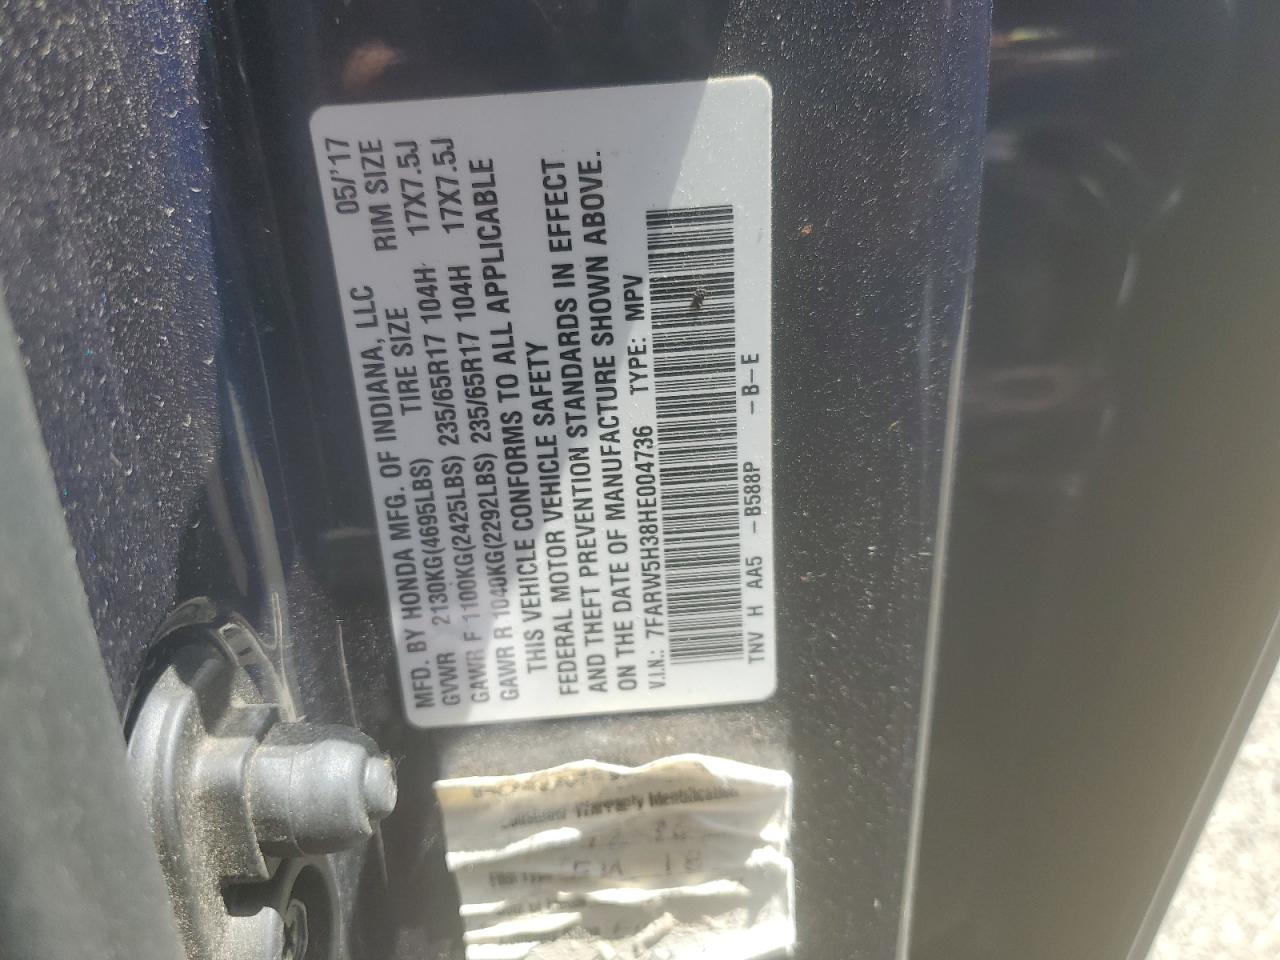 MFD. BY HONDA MFG. OF INDIANA, LLC 05/'17
GVWR 2130KG(4695LBS) TIRE SIZE RIM SIZE
GAWR F 1100KG(2425LBS) 235/65R17 104H 17X7.5J
GAWR R 1040KG(2292LBS) 235/65R17 104H 17X7.5J
THIS VEHICLE CONFORMS TO ALL APPLICABLE
FEDERAL MOTOR VEHICLE SAFETY
AND THEFT PREVENTION STANDARDS IN EFFECT
ON THE DATE OF MANUFACTURE SHOWN ABOVE.
V.I.N.: 7FARW5H38HE004736 TYPE: MPV
TNV H AA5 -B588P -B-E
Warranty Identification